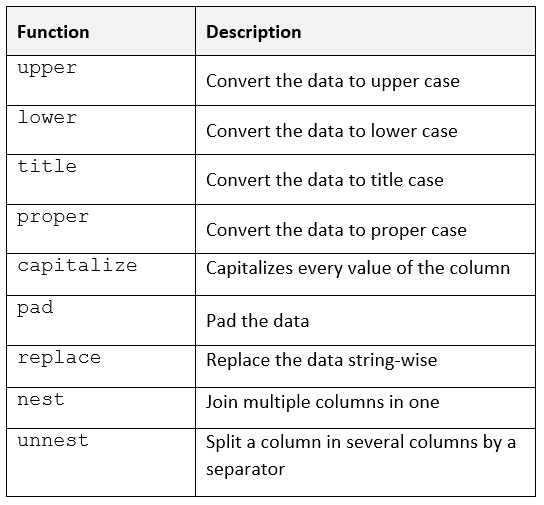 Function Description
upper Convert the data to upper case
lower Convert the data to lower case
title Convert the data to title case
proper Convert the data to proper case
capitalize Capitalizes every value of the column
pad Pad the data
replace Replace the data string-wise
nest Join multiple columns in one
unnest Split a column in several columns by a
separator